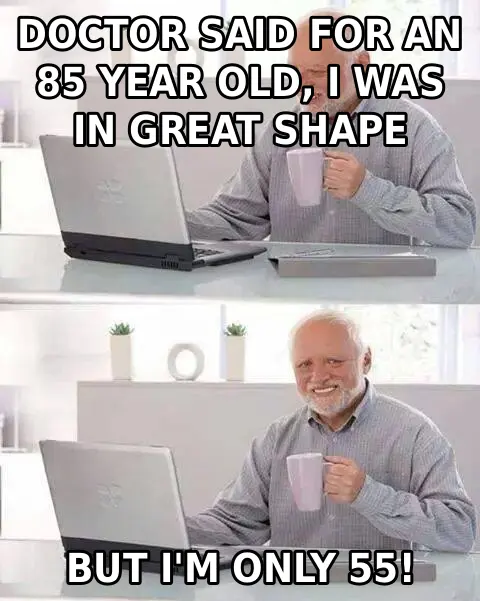 DOCTOR SAID FOR AN
85 YEAR OLD, I WAS
IN GREAT SHAPE
BUT I'M ONLY 55!